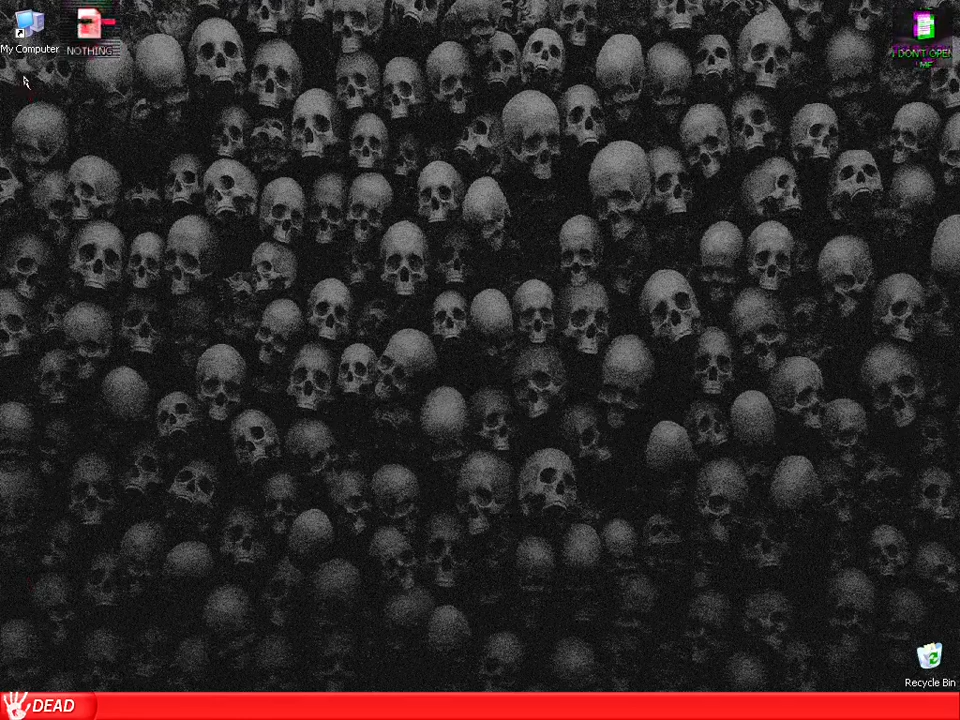 My Computer
NOTHING
I DON'T OPEN
ME
Recycle Bin
DEAD